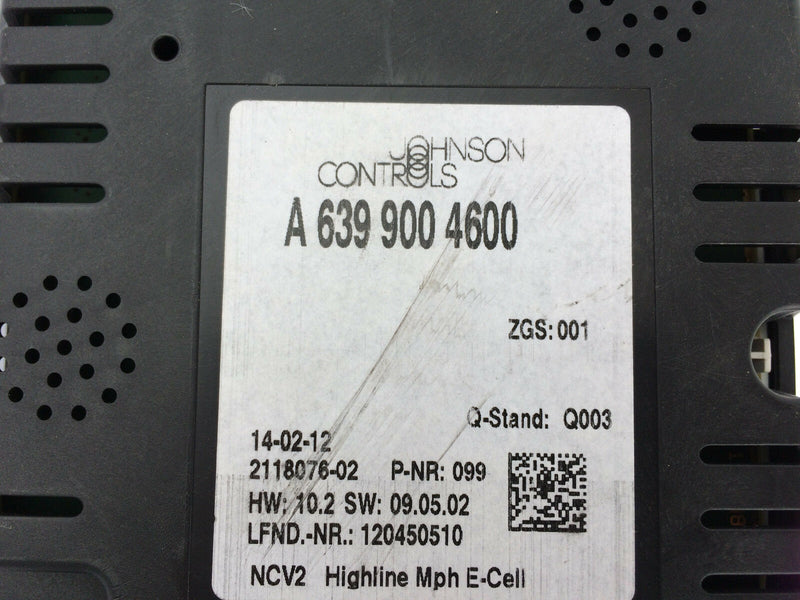 JOHNSON
CONTROLS
A 639 900 4600
ZGS: 001
Q-Stand: Q003
14-02-12
2118076-02 P-NR: 099
HW: 10.2 SW: 09.05.02
LFND.-NR.: 120450510
NCV2 Highline Mph E-Cell